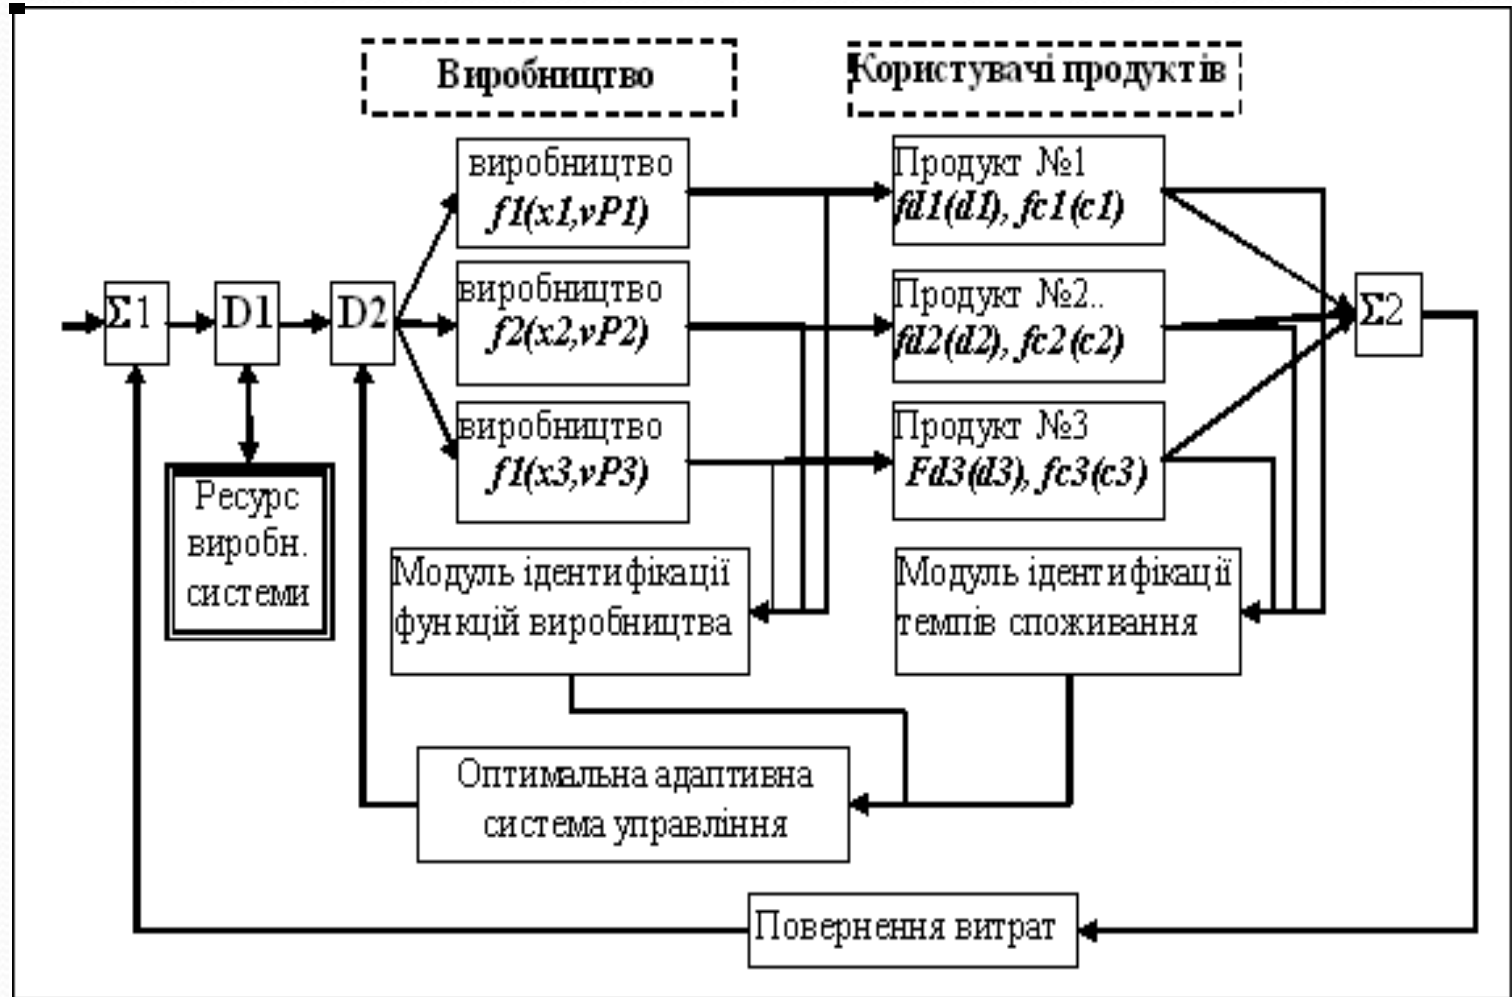 Виробництво
Користувачі продуктів
виробництво
f1(x1,vP1)
Продукт №1
fd1(d1), fc1(c1)
виробництво
f2(x2,vP2)
Продукт №2..
fd2(d2), fc2(c2)
Σ1
D1
D2
Σ2
виробництво
f1(x3,vP3)
Продукт №3
Fd3(d3), fc3(c3)
Ресурс
виробн.
системи
Модуль ідентифікації
функцій виробництва
Модуль ідентифікації
темпів споживання
Оптимальна адаптивна
система управління
Повернення витрат